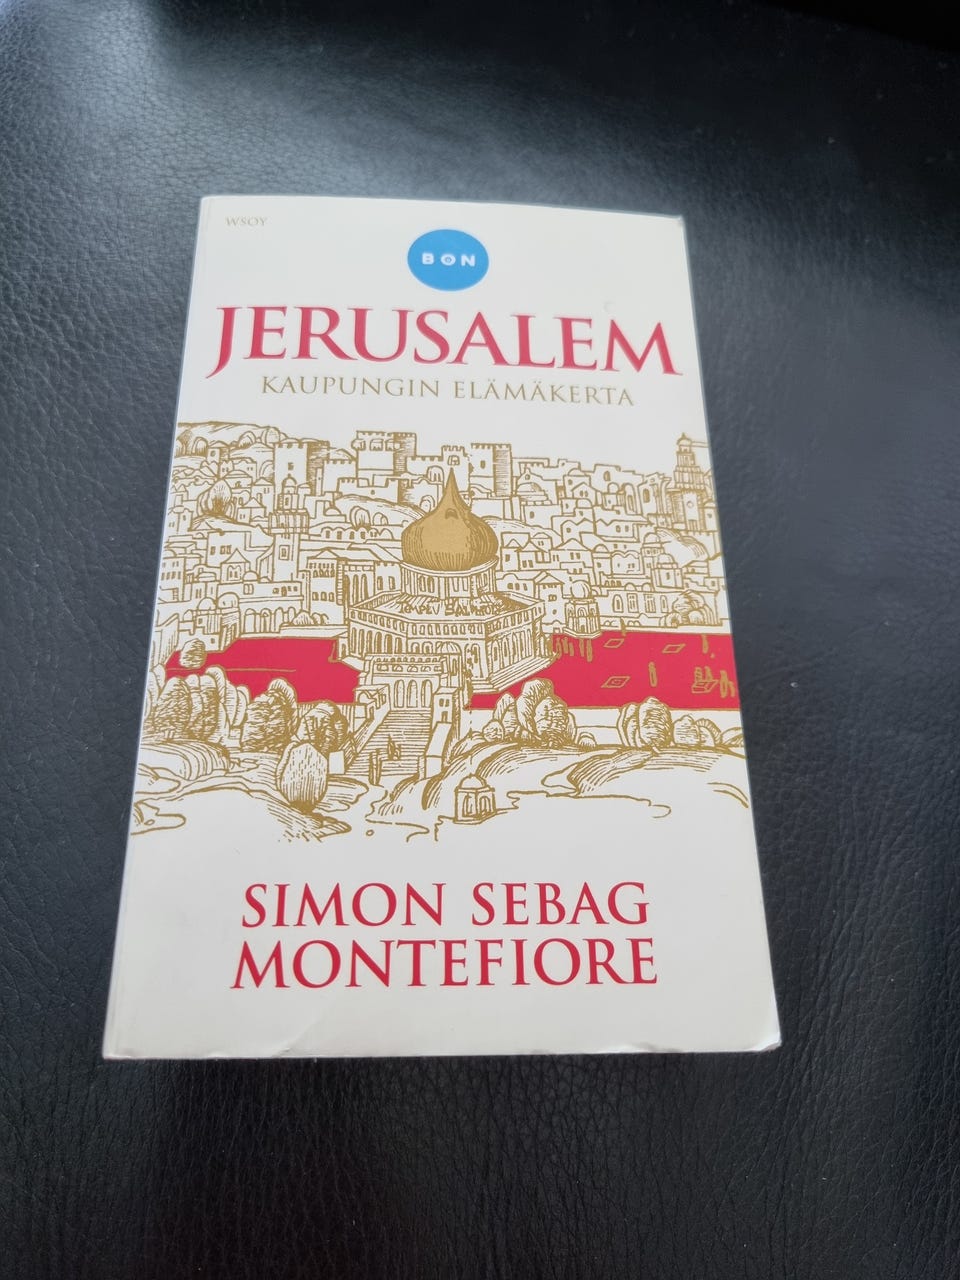 WSOY
BON
JERUSALEM
KAUPUNGIN ELÄMÄKERTA
SIMON SEBAG
MONTEFIORE